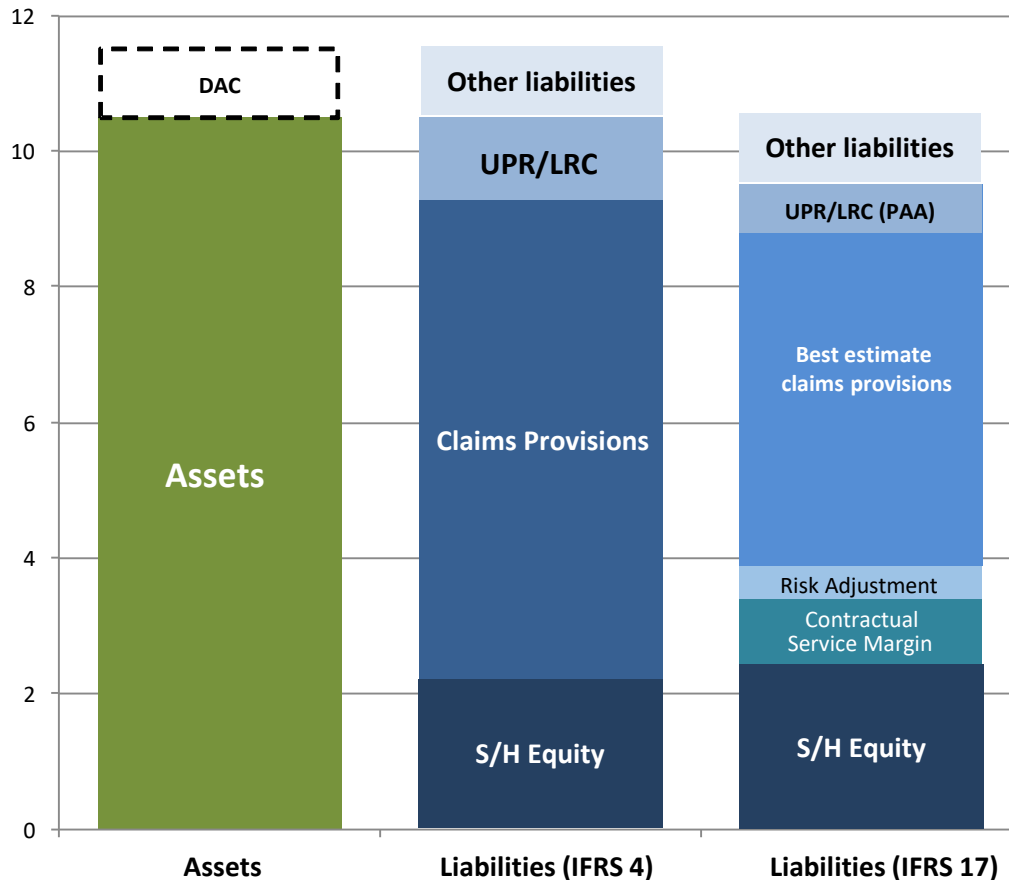 12
10
8
6
4
2
0
DAC
Assets
Other liabilities
UPR/LRC
Claims Provisions
S/H Equity
Other liabilities
UPR/LRC (PAA)
Best estimate
claims provisions
Risk Adjustment
Contractual
Service Margin
S/H Equity
Assets
Liabilities (IFRS 4)
Liabilities (IFRS 17)